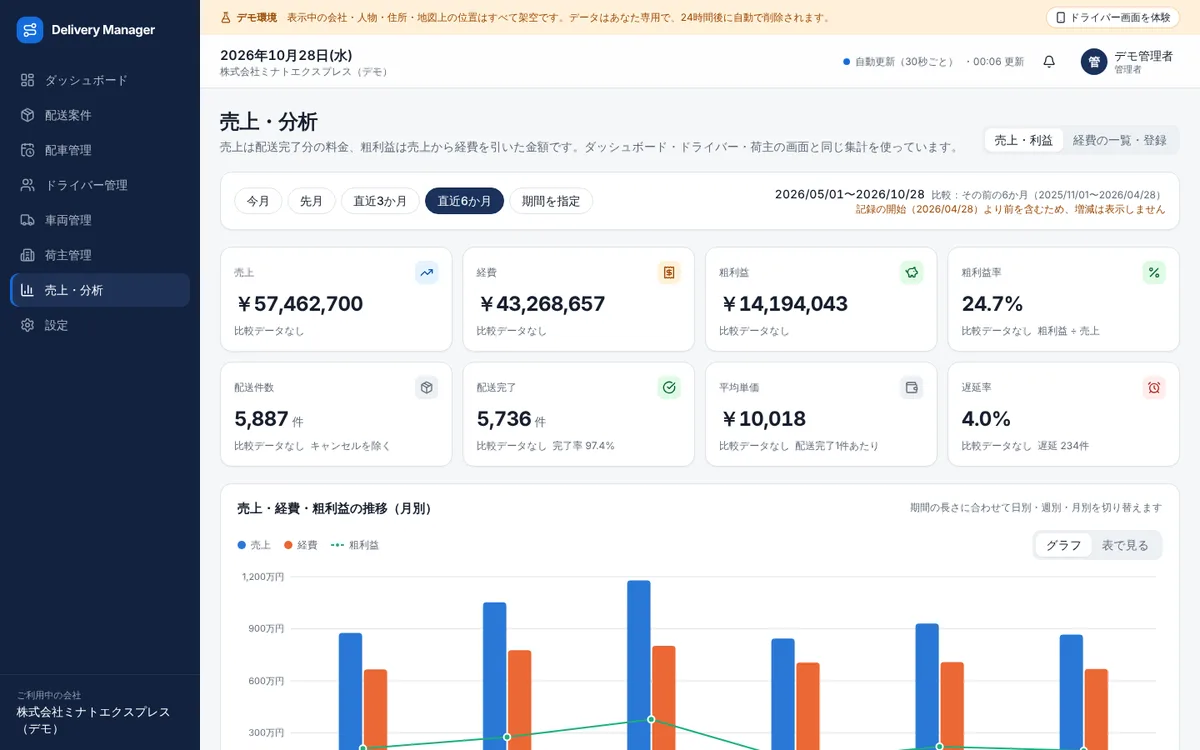 Delivery Manager
ダッシュボード
配送案件
配車管理
ドライバー管理
車両管理
荷主管理
売上・分析
設定
ご利用中の会社
株式会社ミナトエクスプレス
（デモ）
デモ環境 表示中の会社・人物・住所・地図上の位置はすべて架空です。データはあなた専用で、24時間後に自動で削除されます。
ドライバー画面を体験
2026年10月28日(水)
株式会社ミナトエクスプレス（デモ）
自動更新（30秒ごと） ・00:06 更新
管
デモ管理者
管理者
売上・分析
売上は配送完了分の料金、粗利益は売上から経費を引いた金額です。ダッシュボード・ドライバー・荷主の画面と同じ集計を使っています。
売上・利益 経費の一覧・登録
今月 先月 直近3か月 直近6か月 期間を指定
2026/05/01〜2026/10/28 比較：その前の6か月（2025/11/01〜2026/04/28）
記録の開始（2026/04/28）より前を含むため、増減は表示しません
売上
￥57,462,700
比較データなし
経費
￥43,268,657
比較データなし
粗利益
￥14,194,043
比較データなし
粗利益率
24.7%
比較データなし 粗利益 ÷ 売上
配送件数
5,887 件
比較データなし キャンセルを除く
配送完了
5,736 件
比較データなし 完了率 97.4%
平均単価
￥10,018
比較データなし 配送完了1件あたり
遅延率
4.0%
比較データなし 遅延 234件
売上・経費・粗利益の推移（月別）
期間の長さに合わせて日別・週別・月別を切り替えます
売上 経費 粗利益
グラフ 表で見る
1,200万円
900万円
600万円
300万円